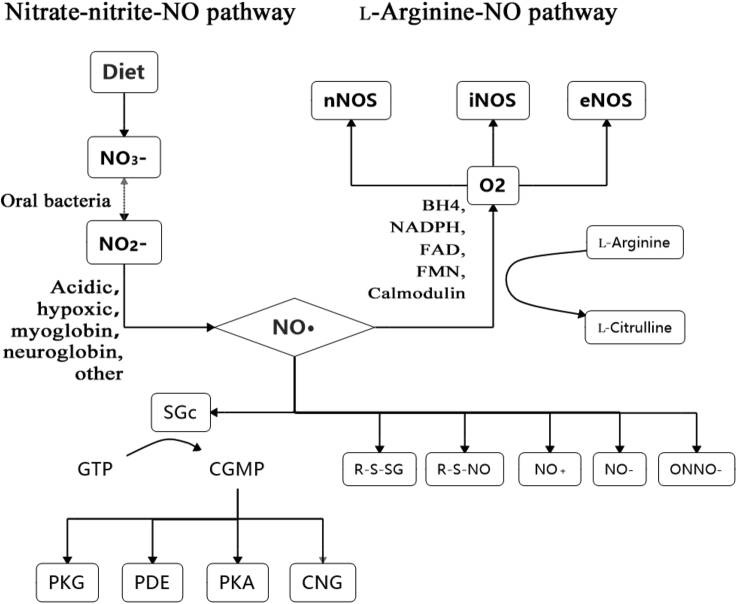 Nitrate-nitrite-NO pathway
L-Arginine-NO pathway
Diet
nNOS
iNOS
eNOS
NO3-
O2
Oral bacteria
BH4,
NADPH,
FAD,
FMN,
Calmodulin
NO2-
L-Arginine
L-Citrulline
Acidic,
hypoxic,
myoglobin,
neuroglobin,
other
NO•
SGc
GTP
CGMP
R-S-SG
R-S-NO
NO+
NO-
ONNO-
PKG
PDE
PKA
CNG